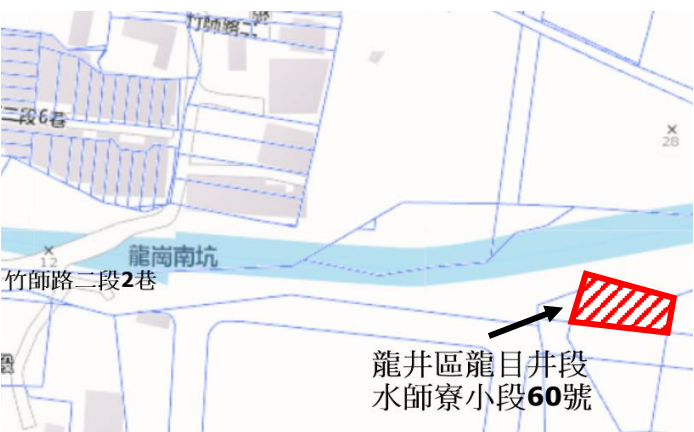 竹師路二
二段6巷
×
28
龍崗南坑
×
12
竹師路二段2巷
段
龍井區龍目井段
水師寮小段60號